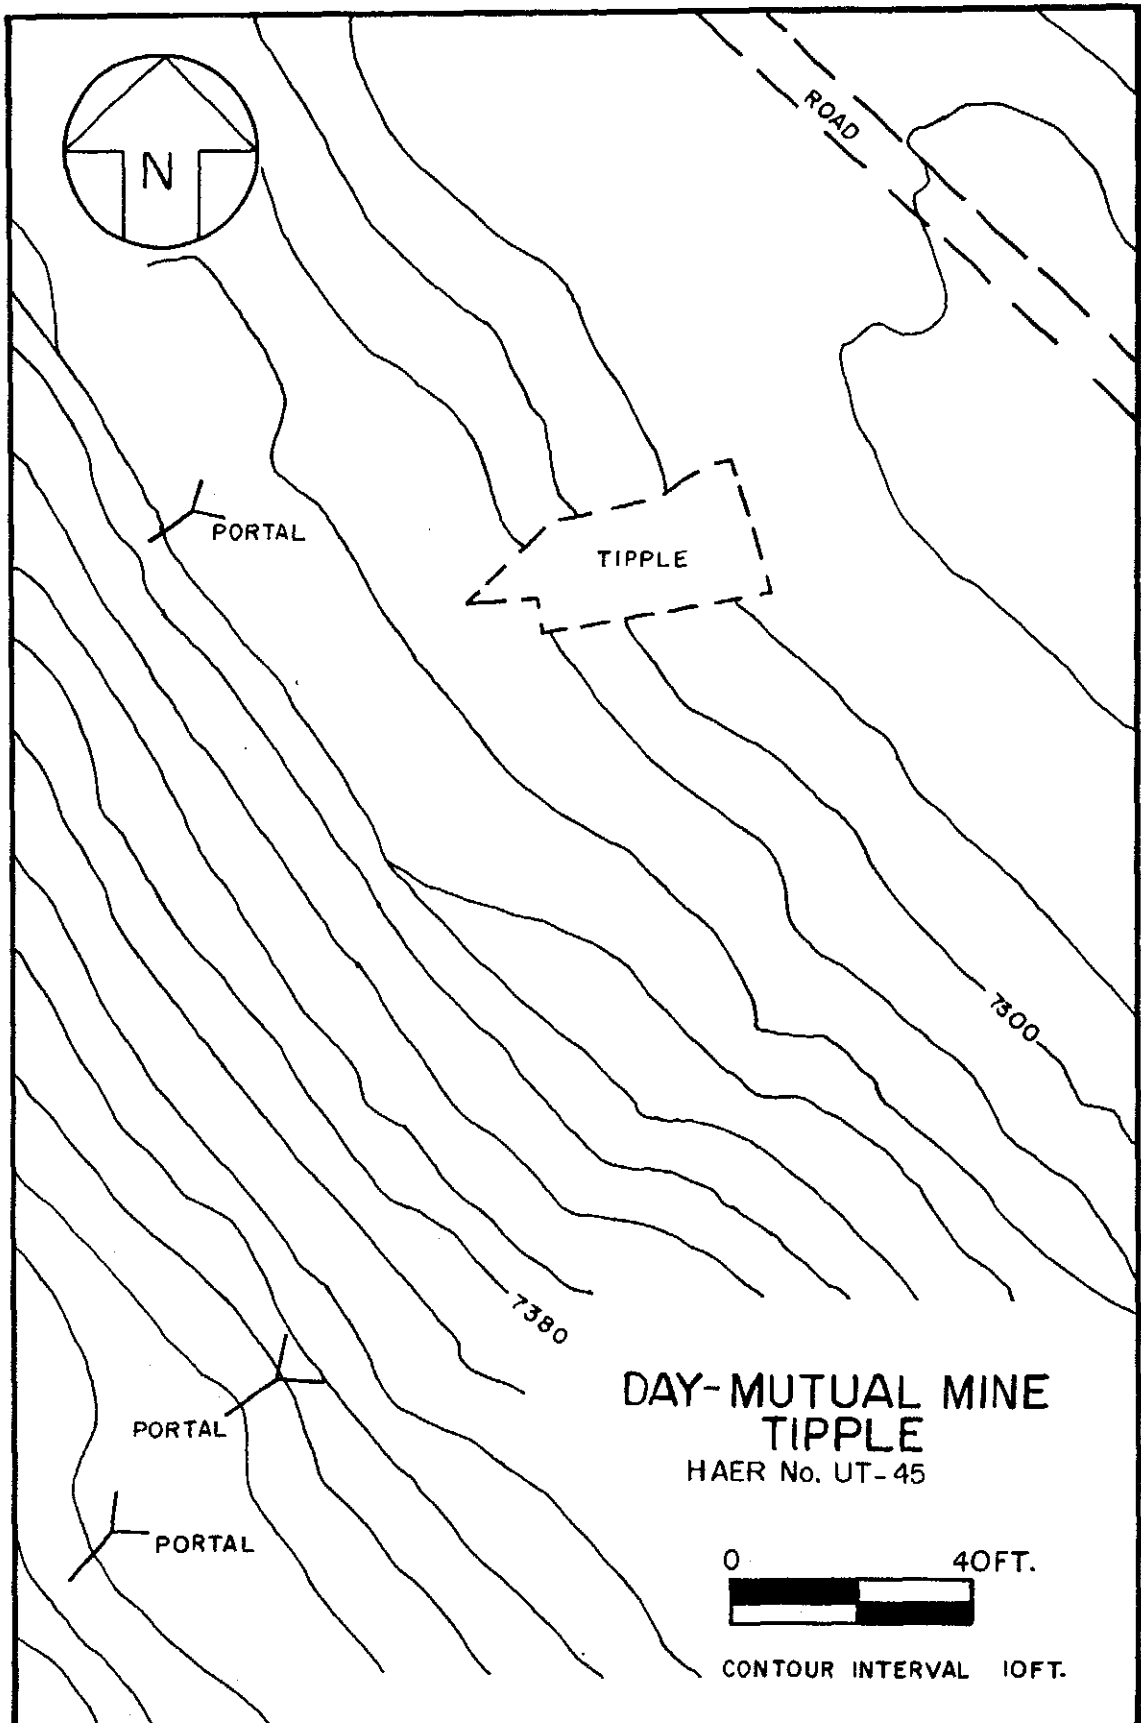 N
ROAD
PORTAL
TIPPLE
7300
7380
PORTAL
PORTAL
DAY-MUTUAL MINE
TIPPLE
HAER No. UT-45
0 40FT.
CONTOUR INTERVAL 10FT.